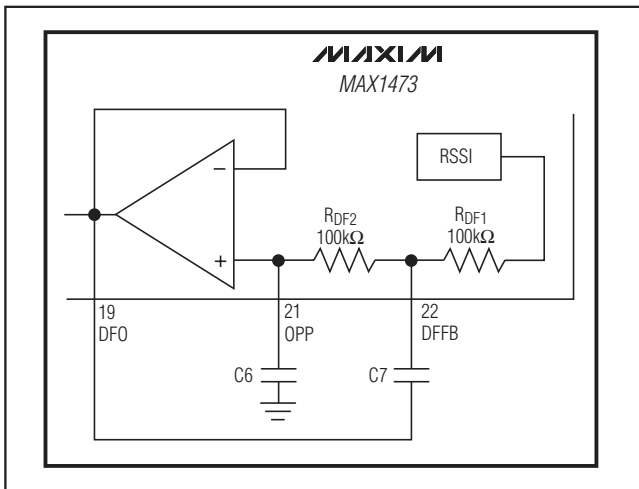 MAXIM
MAX1473
RSSI
RDF2
100kΩ
RDF1
100kΩ
−
+
19
DFO
21
OPP
22
DFFB
C6
C7